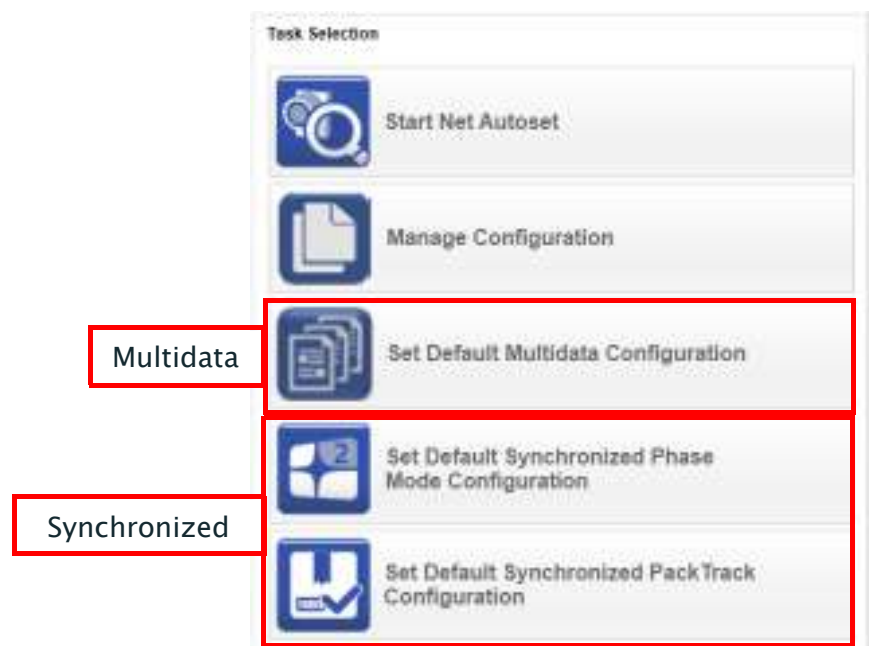 Task Selection
Start Net Autoset
Manage Configuration
Multidata
Set Default Multidata Configuration
2
Set Default Synchronized Phase
Mode Configuration
Synchronized
Set Default Synchronized PackTrack
Configuration